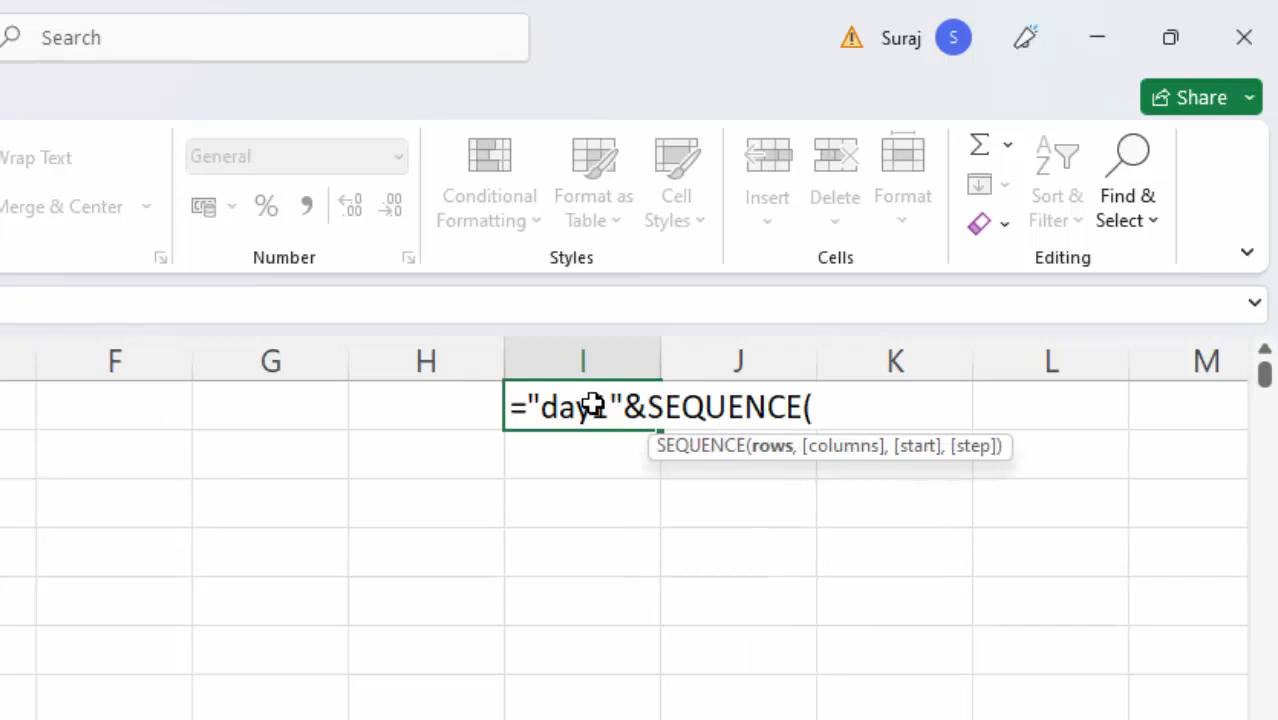 Search
Suraj
S
Share
Wrap Text
General
Merge & Center
%
Conditional Formatting
Format as Table
Cell Styles
Insert
Delete
Format
Sort & Filter
Find & Select
Number
Styles
Cells
Editing
F G H I J K L M
="day1"&SEQUENCE(
SEQUENCE(rows, [columns], [start], [step])